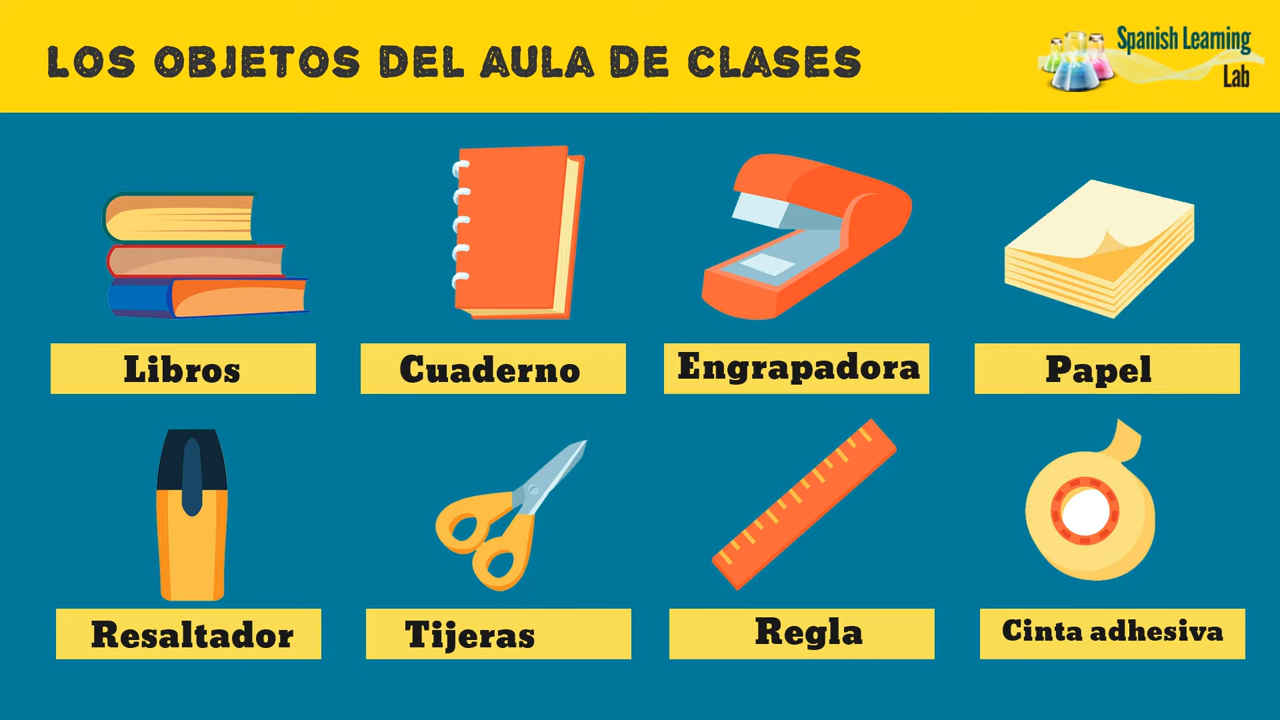 LOS OBJETOS DEL AULA DE CLASES
Spanish Learning
Lab
Libros
Cuaderno
Engrapadora
Papel
Resaltador
Tijeras
Regla
Cinta adhesiva